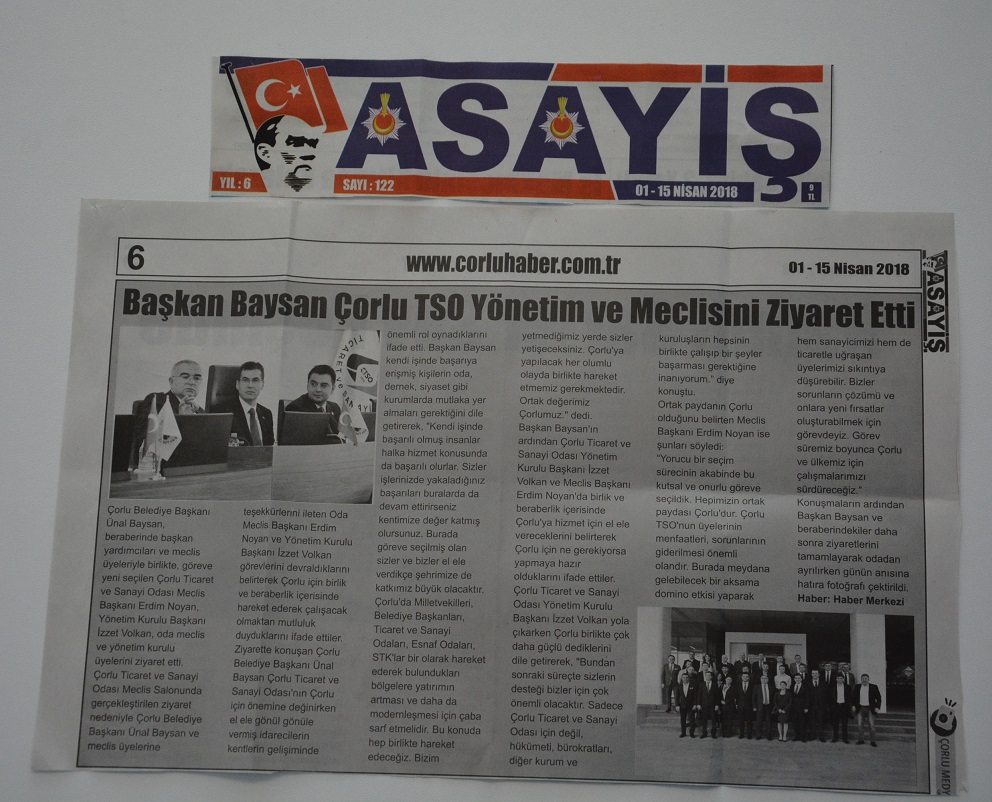 ASAYİŞ
YIL : 6
SAYI : 122
01 - 15 NİSAN 2018
TL
6
www.corluhaber.com.tr
01 - 15 Nisan 2018
ASAYİŞ
Başkan Baysan Çorlu TSO Yönetim ve Meclisini Ziyaret Etti
Çorlu Belediye Başkanı
Ünal Baysan,
beraberinde başkan
yardımcıları ve meclis
üyeleriyle birlikte, göreve
yeni seçilen Çorlu Ticaret
ve Sanayi Odası Meclis
Başkanı Erdim Noyan,
Yönetim Kurulu Başkanı
İzzet Volkan, oda meclis
ve yönetim kurulu
üyelerini ziyaret etti.
Çorlu Ticaret ve Sanayi
Odası Meclis Salonunda
gerçekleştirilen ziyaret
nedeniyle Çorlu Belediye
Başkanı Ünal Baysan ve
meclis üyelerine
teşekkürlerini ileten Oda
Meclis Başkanı Erdim
Noyan ve Yönetim Kurulu
Başkanı İzzet Volkan
görevlerini devraldıklarını
belirterek Çorlu için birlik
ve beraberlik içerisinde
hareket ederek çalışacak
olmaktan mutluluk
duyduklarını ifade ettiler.
Ziyarette konuşan Çorlu
Belediye Başkanı Ünal
Baysan Çorlu Ticaret ve
Sanayi Odası'nın Çorlu
için önemine değinirken
el ele gönül gönüle
vermiş idarecilerin
kentlerin gelişiminde
önemli rol oynadıklarını
ifade etti. Başkan Baysan
kendi işinde başarıya
erişmiş kişilerin oda,
dernek, siyaset gibi
kurumlarda mutlaka yer
almaları gerektiğini dile
getirerek, "Kendi işinde
başarılı olmuş insanlar
halka hizmet konusunda
da başarılı olurlar. Sizler
işlerinizde yakaladığınız
başarıları buralarda da
devam ettirirseniz
kentimize değer katmış
olursunuz. Burada
göreve seçilmiş olan
sizler ve bizler el ele
verdikçe şehrimize de
katkımız büyük olacaktır.
Çorlu'da Milletvekilleri,
Belediye Başkanları,
Ticaret ve Sanayi
Odaları, Esnaf Odaları,
STK'lar bir olarak hareket
ederek bulundukları
bölgelere yatırımın
artması ve daha da
modernleşmesi için çaba
sarf etmelidir. Bu konuda
hep birlikte hareket
edeceğiz. Bizim
yetmediğimiz yerde sizler
yetişeceksiniz. Çorlu'ya
yapılacak her olumlu
olayda birlikte hareket
etmemiz gerekmektedir.
Ortak değerimiz
Çorlumuz." dedi.
Başkan Baysan'ın
ardından Çorlu Ticaret ve
Sanayi Odası Yönetim
Kurulu Başkanı İzzet
Volkan ve Meclis Başkanı
Erdim Noyan'da birlik ve
beraberlik içerisinde
Çorlu'ya hizmet için el ele
vereceklerini belirterek
Çorlu için ne gerekiyorsa
yapmaya hazır
olduklarını ifade ettiler.
Çorlu Ticaret ve Sanayi
Odası Yönetim Kurulu
Başkanı İzzet Volkan yola
çıkarken Çorlu birlikte çok
daha güçlü dediklerini
dile getirerek, "Bundan
sonraki süreçte sizlerin
desteği bizler için çok
önemli olacaktır. Sadece
Çorlu Ticaret ve Sanayi
Odası için değil,
hükümeti, bürokratları,
diğer kurum ve
kuruluşların hepsinin
birlikte çalışıp bir şeyler
başarması gerektiğine
inanıyorum." diye
konuştu.
Ortak paydanın Çorlu
olduğunu belirten Meclis
Başkanı Erdim Noyan ise
şunları söyledi:
"Yorucu bir seçim
sürecinin akabinde bu
kutsal ve onurlu göreve
seçildik. Hepimizin ortak
paydası Çorlu'dur. Çorlu
TSO'nun üyelerinin
menfaatleri, sorunlarının
giderilmesi önemli
olandır. Burada meydana
gelebilecek bir aksama
domino etkisi yaparak
hem sanayicimizi hem de
ticaretle uğraşan
üyelerimizi sıkıntıya
düşürebilir. Bizler
sorunların çözümü ve
onlara yeni fırsatlar
oluşturabilmek için
görevdeyiz. Görev
süremiz boyunca Çorlu
ve ülkemiz için
çalışmalarımızı
sürdüreceğiz."
Konuşmaların ardından
Başkan Baysan ve
beraberindekiler daha
sonra ziyaretlerini
tamamlayarak odadan
ayrılırken günün anısına
hatıra fotoğrafı çektirildi.
Haber: Haber Merkezi
ÇORLU MEDY